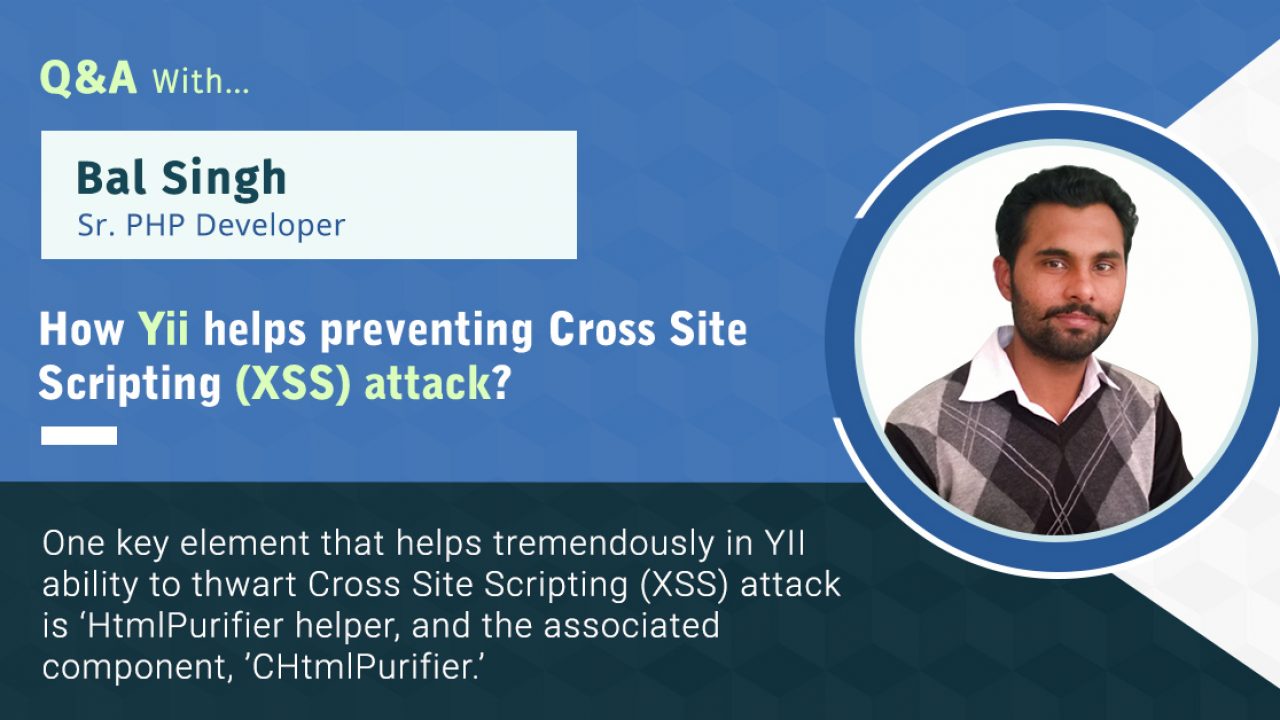 Q&A With...
Bal Singh
Sr. PHP Developer
How Yii helps preventing Cross Site
Scripting (XSS) attack?
One key element that helps tremendously in YII
ability to thwart Cross Site Scripting (XSS) attack
is ‘HtmlPurifier helper, and the associated
component, ’CHtmlPurifier.’